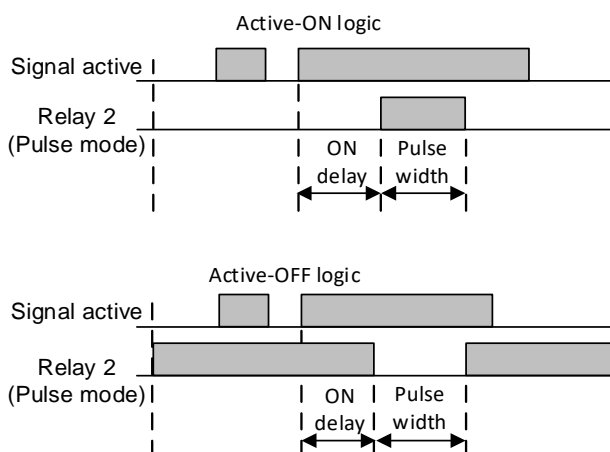 Active-ON logic
Signal active
Relay 2
(Pulse mode)
ON
delay
Pulse
width
Active-OFF logic
Signal active
Relay 2
(Pulse mode)
ON
delay
Pulse
width